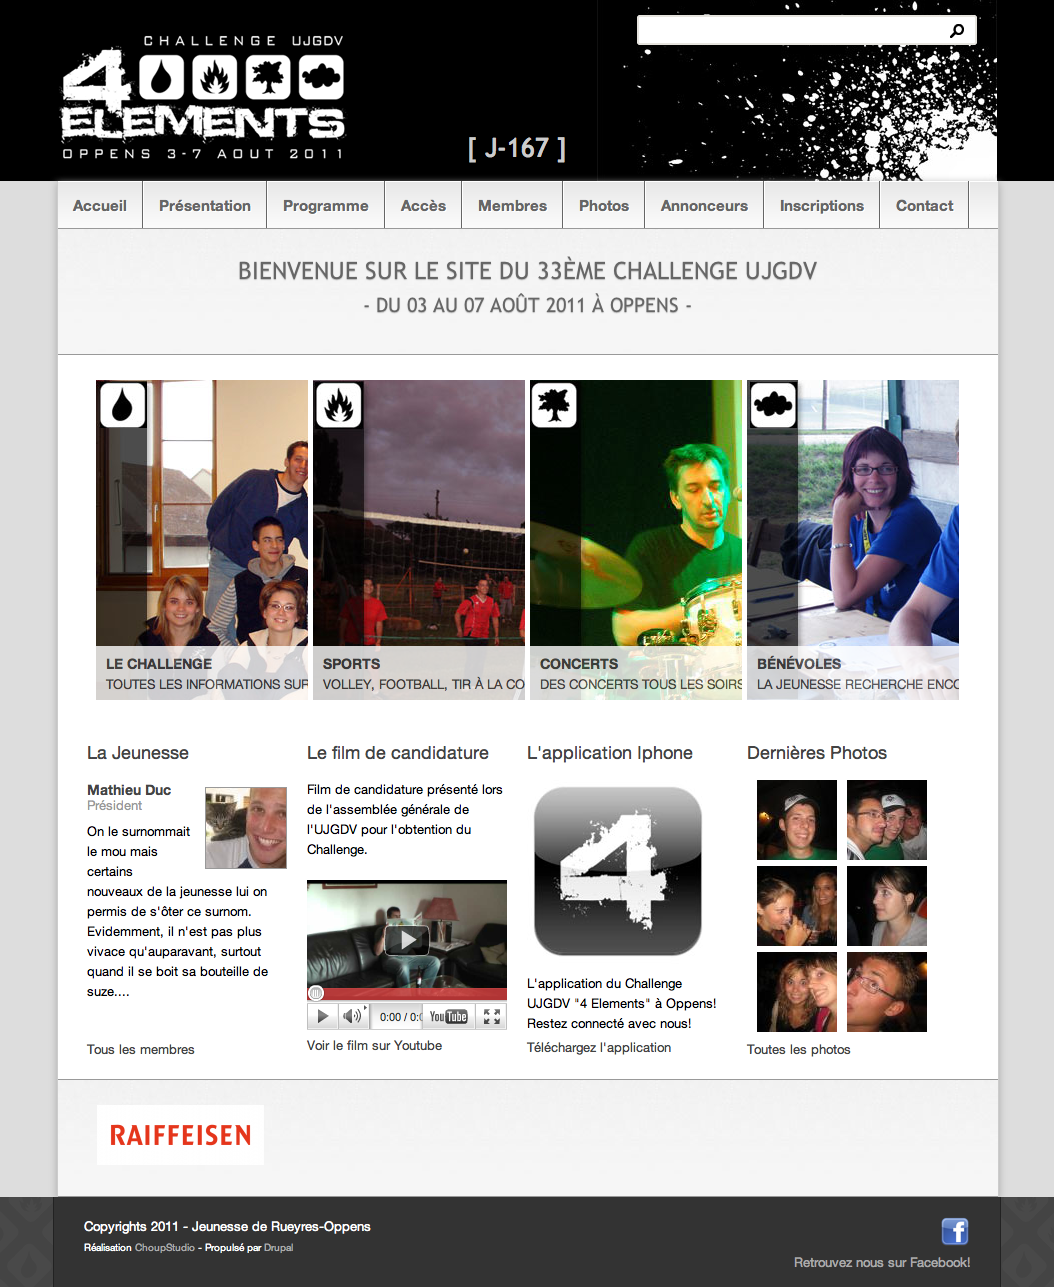 CHALLENGE UJGDV
4
ELEMENTS
OPPENS 3-7 AOUT 2011
[ J-167 ]
Accueil
Présentation
Programme
Accès
Membres
Photos
Annonceurs
Inscriptions
Contact
BIENVENUE SUR LE SITE DU 33ÈME CHALLENGE UJGDV
- DU 03 AU 07 AOÛT 2011 À OPPENS -
LE CHALLENGE
TOUTES LES INFORMATIONS SUR
SPORTS
VOLLEY, FOOTBALL, TIR À LA CO
CONCERTS
DES CONCERTS TOUS LES SOIRS
BÉNÉVOLES
LA JEUNESSE RECHERCHE ENCO
La Jeunesse
Mathieu Duc
Président
On le surnommait
le mou mais
certains
nouveaux de la jeunesse lui on
permis de s'ôter ce surnom.
Evidemment, il n'est pas plus
vivace qu'auparavant, surtout
quand il se boit sa bouteille de
suze....
Tous les membres
Le film de candidature
Film de candidature présenté lors
de l'assemblée générale de
l'UJGDV pour l'obtention du
Challenge.
0:00 / 0:0
YouTube
Voir le film sur Youtube
L'application Iphone
4
L'application du Challenge
UJGDV "4 Elements" à Oppens!
Restez connecté avec nous!
Téléchargez l'application
Dernières Photos
Toutes les photos
RAIFFEISEN
Copyrights 2011 - Jeunesse de Rueyres-Oppens
Réalisation ChoupStudio - Propulsé par Drupal
f
Retrouvez nous sur Facebook!